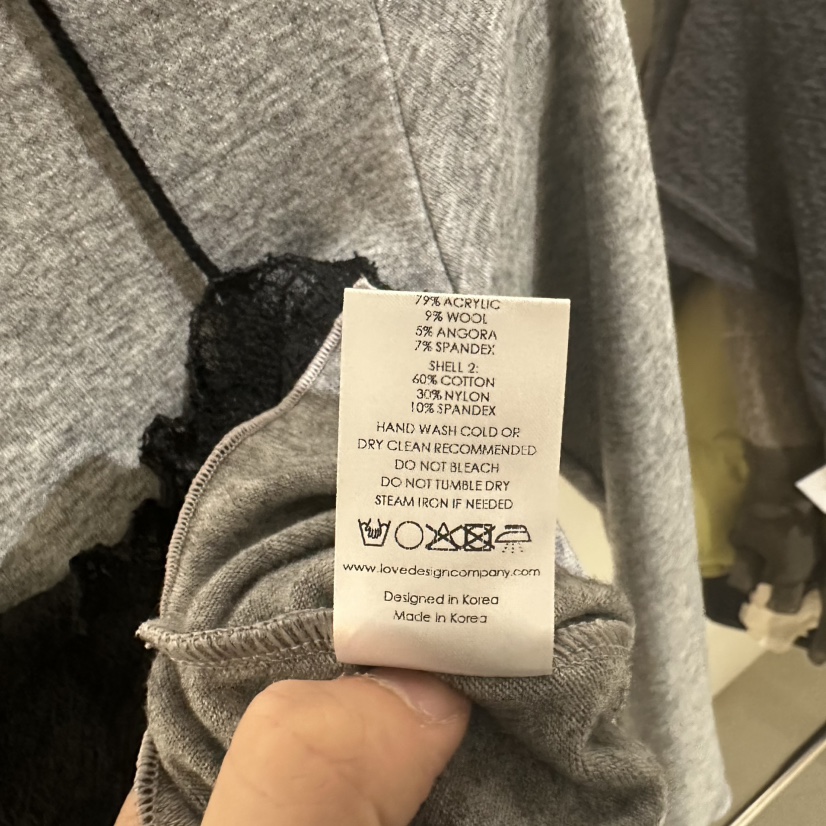 79% ACRYLIC
9% WOOL
5% ANGORA
7% SPANDEX
SHELL 2:
60% COTTON
30% NYLON
10% SPANDEX
HAND WASH COLD OR
DRY CLEAN RECOMMENDED
DO NOT BLEACH
DO NOT TUMBLE DRY
STEAM IRON IF NEEDED
www.lovedesigncompany.com
Designed in Korea
Made in Korea